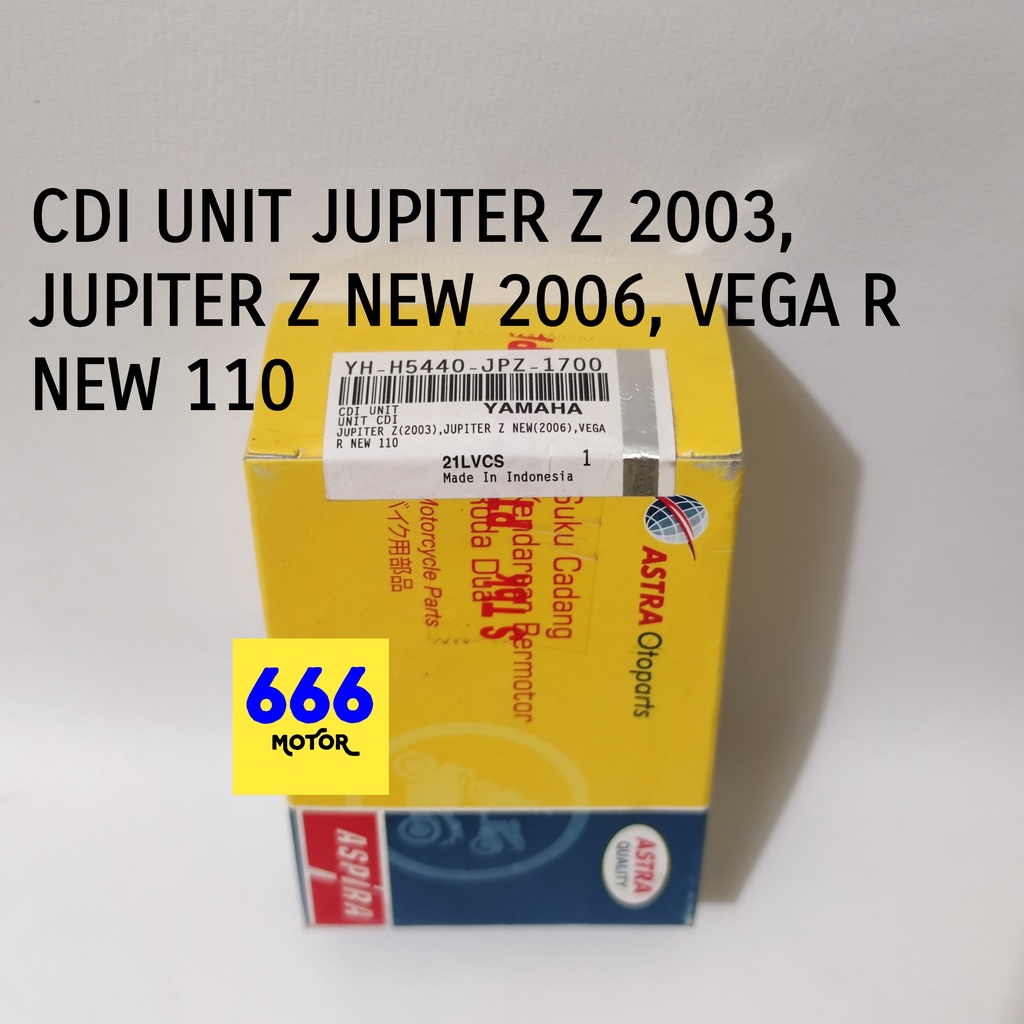 CDI UNIT JUPITER Z 2003,
JUPITER Z NEW 2006, VEGA R
NEW 110
YH-H5440-JPZ-1700
CDI UNIT YAMAHA
UNIT CDI
JUPITER Z(2003),JUPITER Z NEW(2006),VEGA
R NEW 110
21LVCS 1
Made In Indonesia
ASTRA Otoparts
Suku Cadang
Kendaraan Bermotor
Roda Dua
Motorcycle Parts
バイク用部品
666
MOTOR
ASPIRA
ASTRA
QUALITY